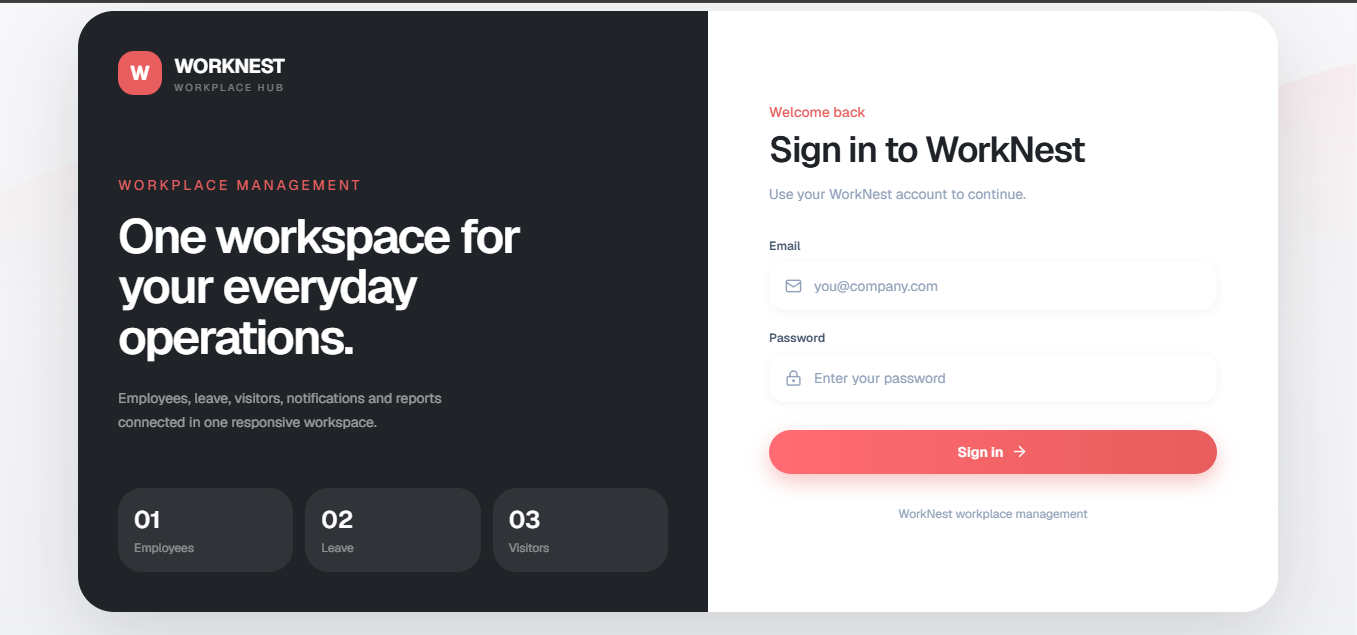 W
WORKNEST
WORKPLACE HUB
WORKPLACE MANAGEMENT
One workspace for
your everyday
operations.
Employees, leave, visitors, notifications and reports
connected in one responsive workspace.
01
Employees
02
Leave
03
Visitors
Welcome back
Sign in to WorkNest
Use your WorkNest account to continue.
Email
you@company.com
Password
Enter your password
Sign in →
WorkNest workplace management